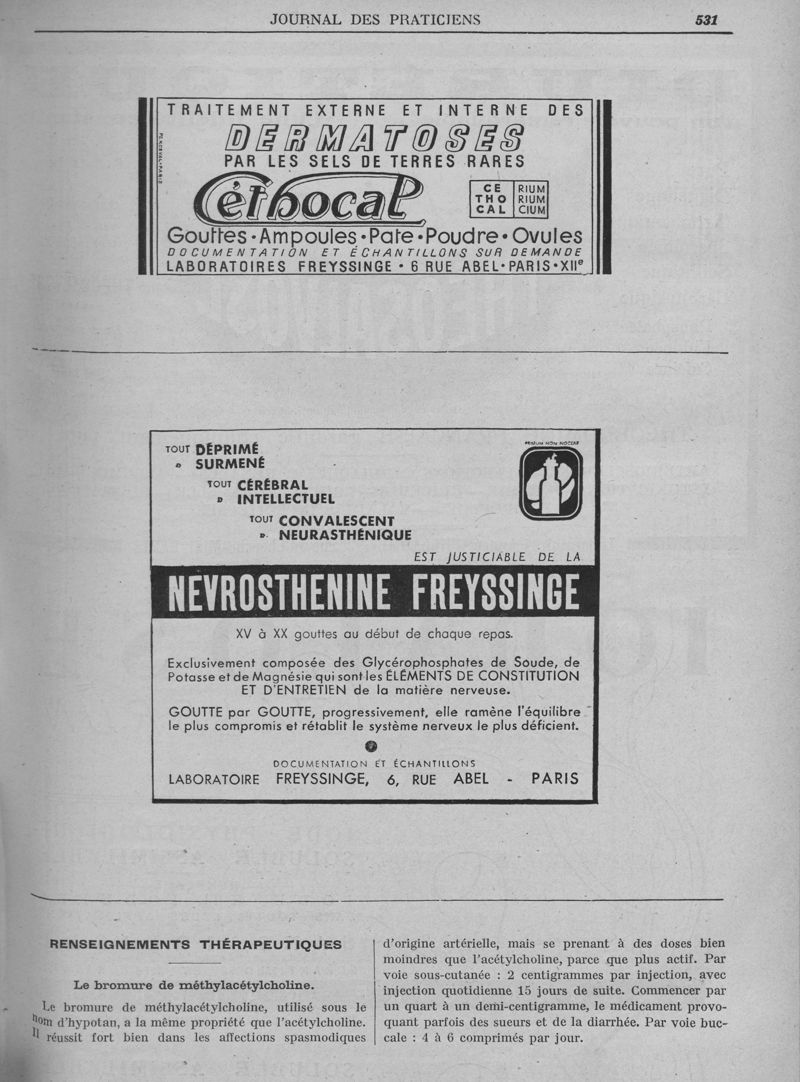 JOURNAL DES PRATICIENS 531
TRAITEMENT EXTERNE ET INTERNE DES
DERMATOSES
PAR LES SELS DE TERRES RARES
Cethocal
CE RIUM
THO RIUM
CAL CIUM
Gouttes • Ampoules • Pate • Poudre • Ovules
DOCUMENTATION ET ÉCHANTILLONS SUR DEMANDE
LABORATOIRES FREYSSINGE • 6 RUE ABEL • PARIS • XIIe
PRIMUM NON NOCERE
TOUT DÉPRIMÉ
» SURMENÉ
TOUT CÉRÉBRAL
» INTELLECTUEL
TOUT CONVALESCENT
» NEURASTHÉNIQUE
EST JUSTICIABLE DE LA
NEVROSTHENINE FREYSSINGE
XV à XX gouttes au début de chaque repas.
Exclusivement composée des Glycérophosphates de Soude, de
Potasse et de Magnésie qui sont les ÉLÉMENTS DE CONSTITUTION
ET D'ENTRETIEN de la matière nerveuse.
GOUTTE par GOUTTE, progressivement, elle ramène l'équilibre
le plus compromis et rétablit le système nerveux le plus déficient.
DOCUMENTATION ET ÉCHANTILLONS
LABORATOIRE FREYSSINGE, 6, RUE ABEL - PARIS
RENSEIGNEMENTS THÉRAPEUTIQUES
Le bromure de méthylacétylcholine.
Le bromure de méthylacétylcholine, utilisé sous le
nom d'hypotan, a la même propriété que l'acétylcholine.
Il réussit fort bien dans les affections spasmodiques
d'origine artérielle, mais se prenant à des doses bien
moindres que l'acétylcholine, parce que plus actif. Par
voie sous-cutanée : 2 centigrammes par injection, avec
injection quotidienne 15 jours de suite. Commencer par
un quart à un demi-centigramme, le médicament provo-
quant parfois des sueurs et de la diarrhée. Par voie buc-
cale : 4 à 6 comprimés par jour.